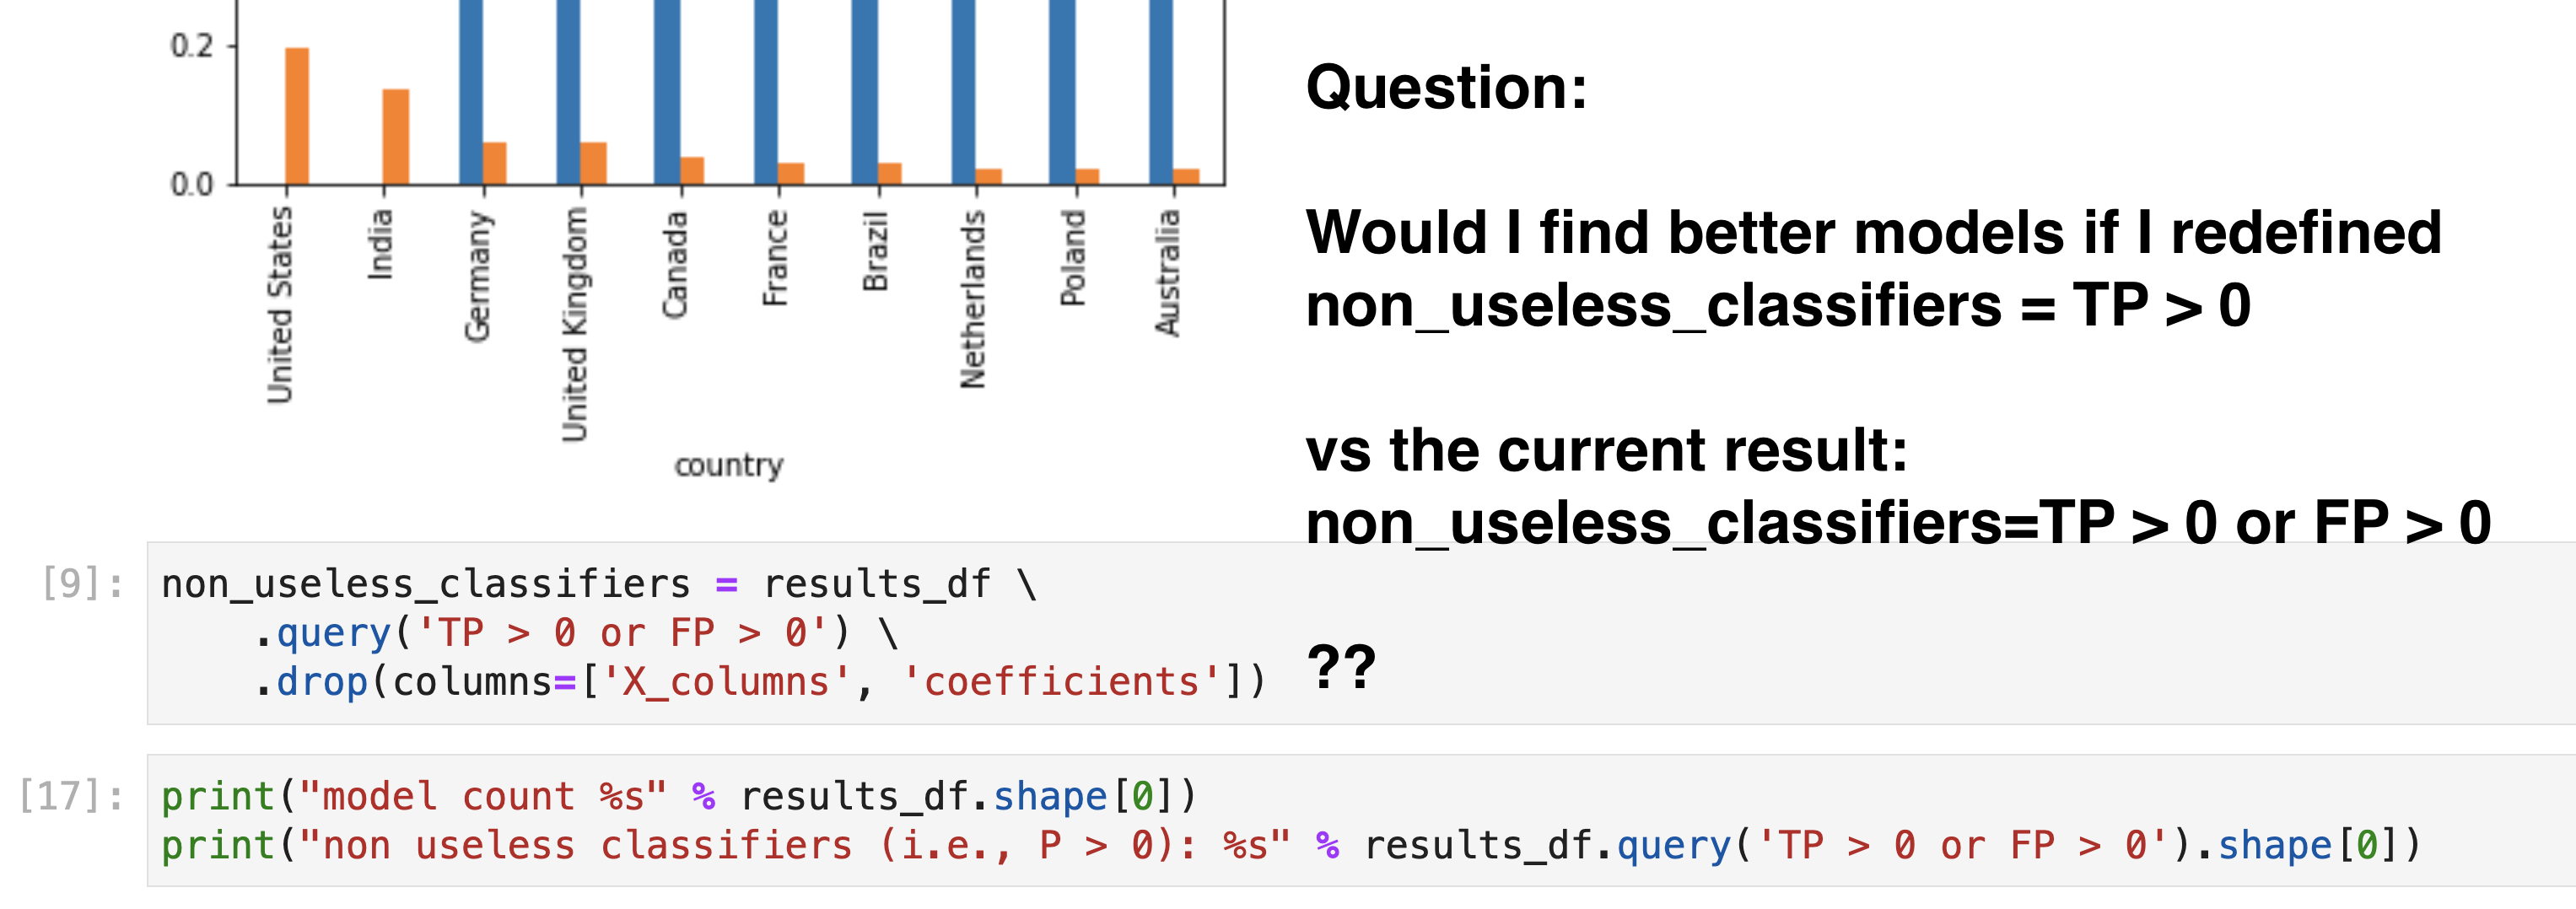 0.2
0.0
United States
India
Germany
United Kingdom
Canada
France
Brazil
Netherlands
Poland
Australia
country
Question:
Would I find better models if I redefined
non_useless_classifiers = TP > 0
vs the current result:
non_useless_classifiers=TP > 0 or FP > 0
??
[9]: non_useless_classifiers = results_df \
.query('TP > 0 or FP > 0') \
.drop(columns=['X_columns', 'coefficients'])
[17]: print("model count %s" % results_df.shape[0])
print("non useless classifiers (i.e., P > 0): %s" % results_df.query('TP > 0 or FP > 0').shape[0])